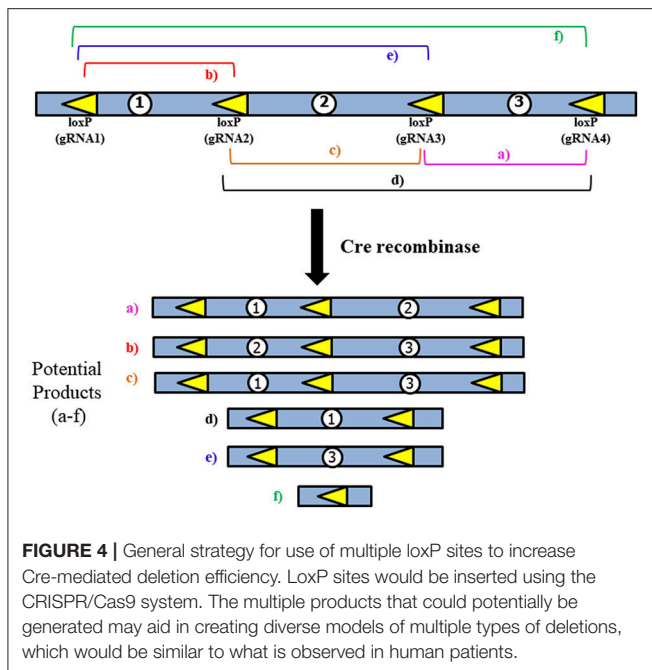 f)
e)
b)
1 2 3
loxP loxP loxP loxP
(gRNA1) (gRNA2) (gRNA3) (gRNA4)
c) a)
d)
Cre recombinase
Potential
Products
(a-f)
a) 1 2
b) 2 3
c) 1 3
d) 1
e) 3
f)
FIGURE 4 | General strategy for use of multiple loxP sites to increase
Cre-mediated deletion efficiency. LoxP sites would be inserted using the
CRISPR/Cas9 system. The multiple products that could potentially be
generated may aid in creating diverse models of multiple types of deletions,
which would be similar to what is observed in human patients.